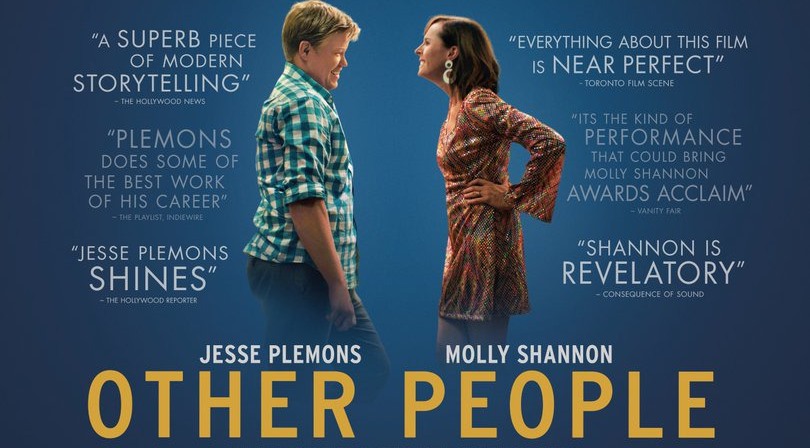 “A SUPERB PIECE
OF MODERN
STORYTELLING”
– THE HOLLYWOOD NEWS
“PLEMONS
DOES SOME OF
THE BEST WORK
OF HIS CAREER”
– THE PLAYLIST, INDIEWIRE
“JESSE PLEMONS
SHINES”
– THE HOLLYWOOD REPORTER
“EVERYTHING ABOUT THIS FILM
IS NEAR PERFECT”
- TORONTO FILM SCENE
“ITS THE KIND OF
PERFORMANCE
THAT COULD BRING
MOLLY SHANNON
AWARDS ACCLAIM”
– VANITY FAIR
“SHANNON IS
REVELATORY”
– CONSEQUENCE OF SOUND
JESSE PLEMONS MOLLY SHANNON
OTHER PEOPLE